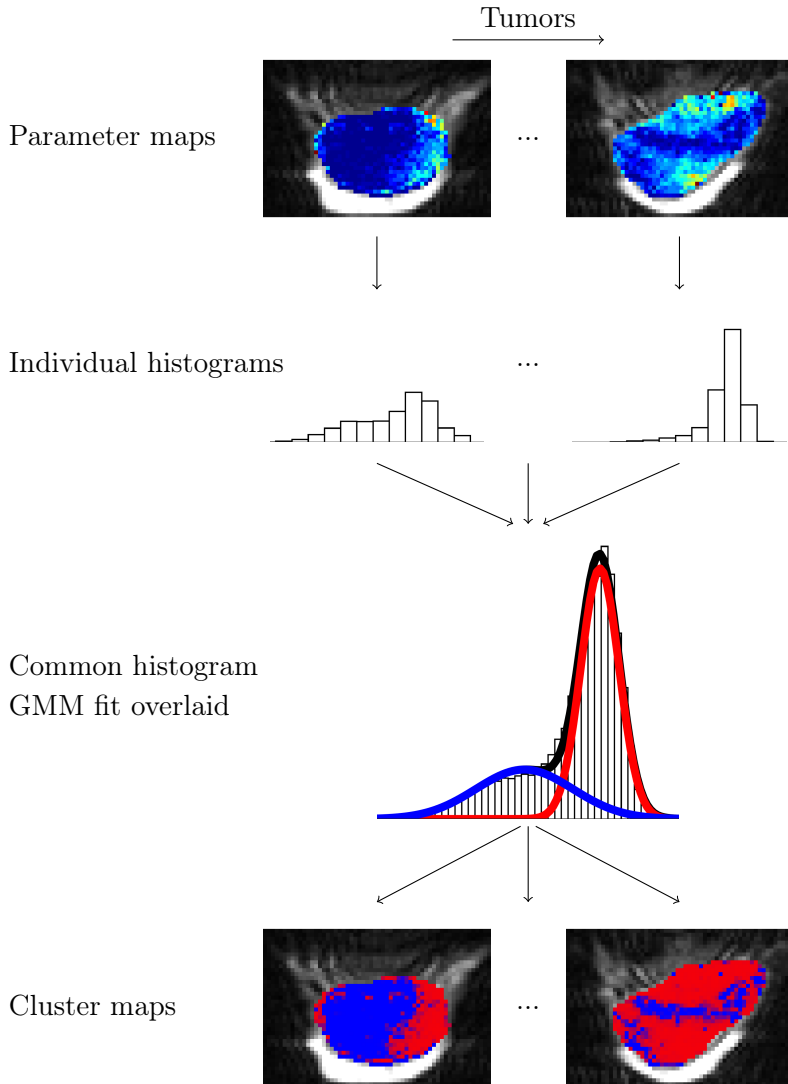 Tumors
Parameter maps
...
Individual histograms
...
Common histogram
GMM fit overlaid
Cluster maps
...